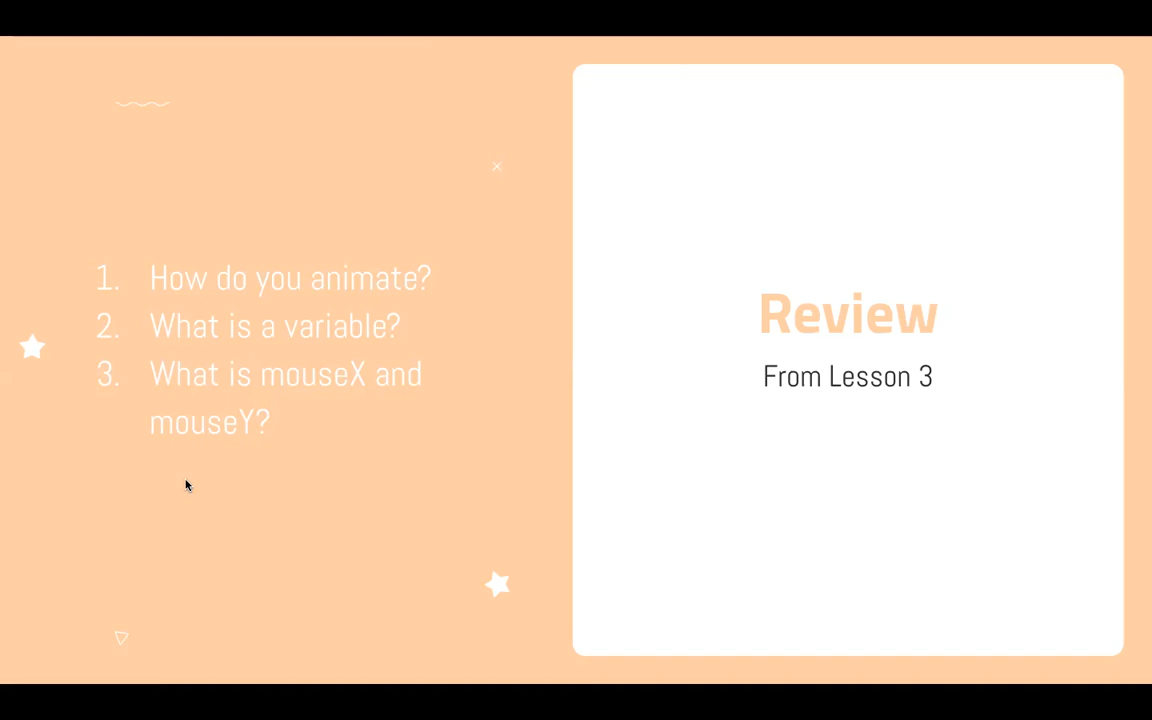 1. How do you animate?
2. What is a variable?
3. What is mouseX and
mouseY?
Review
From Lesson 3